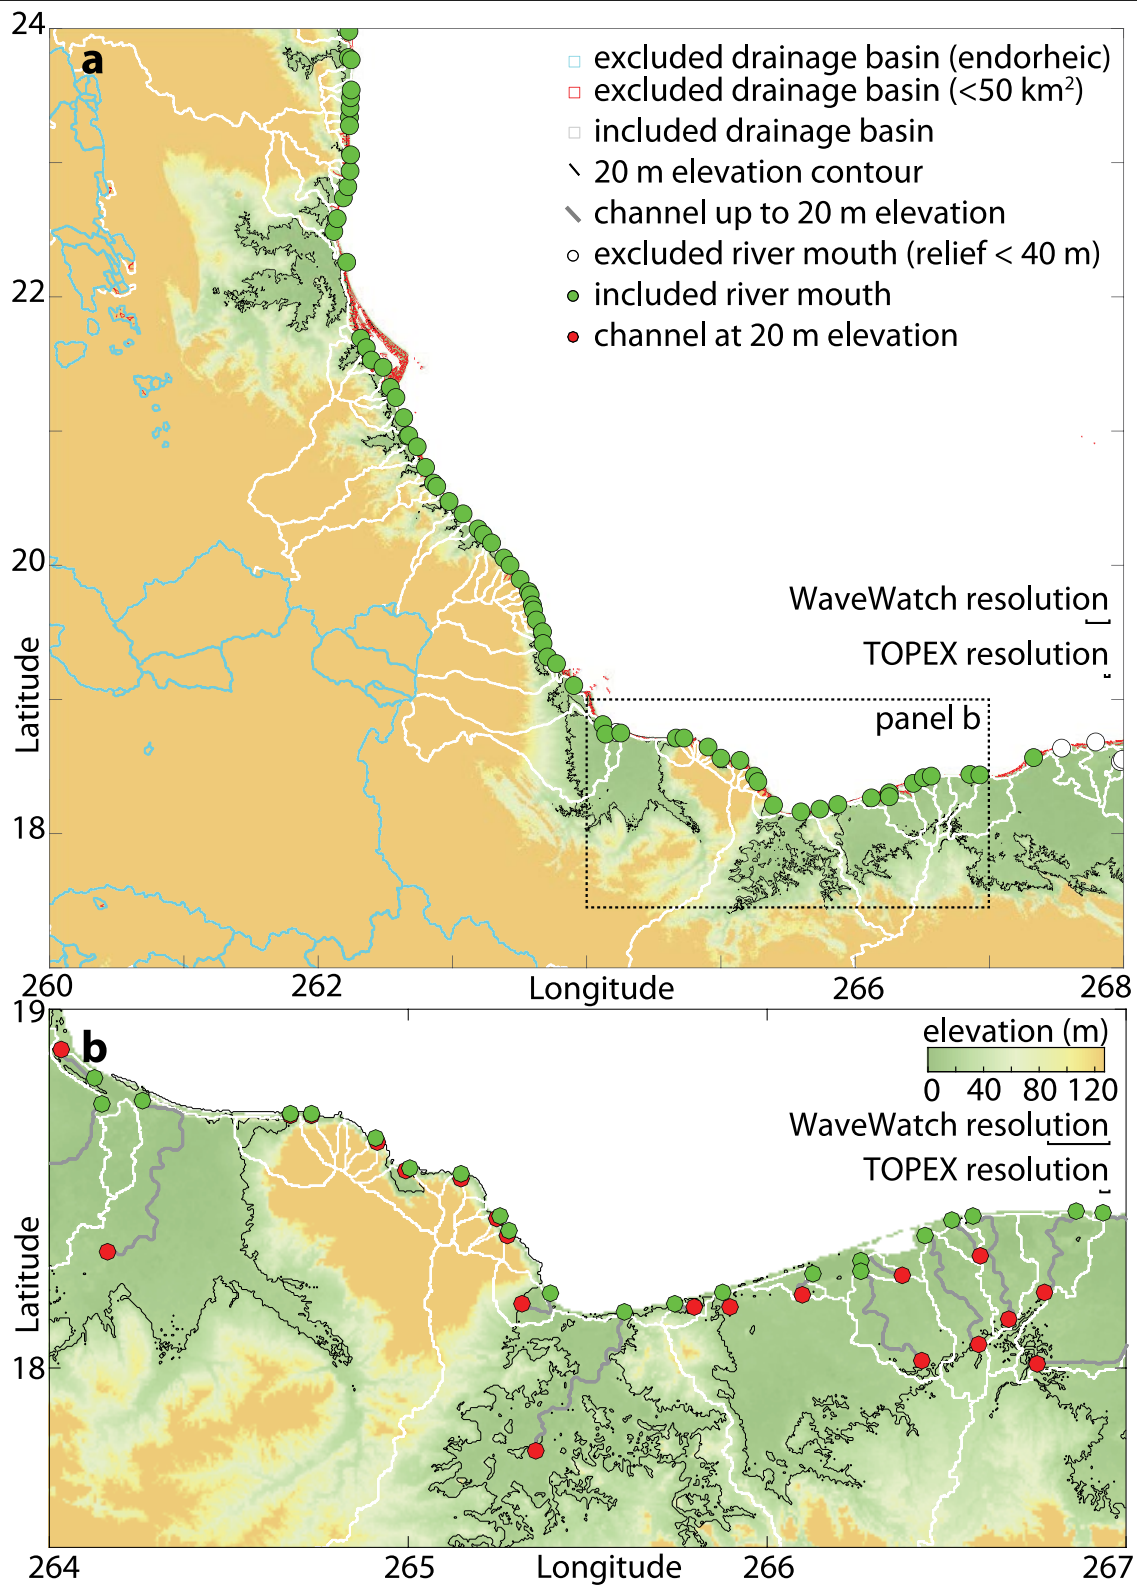 24
a
excluded drainage basin (endorheic)
excluded drainage basin (<50 km²)
included drainage basin
20 m elevation contour
channel up to 20 m elevation
excluded river mouth (relief < 40 m)
included river mouth
channel at 20 m elevation
22
20
WaveWatch resolution
TOPEX resolution
panel b
Latitude
18
260
262
Longitude
266
268
19
b
elevation (m)
0
40
80
120
WaveWatch resolution
TOPEX resolution
Latitude
18
264
265
Longitude
266
267